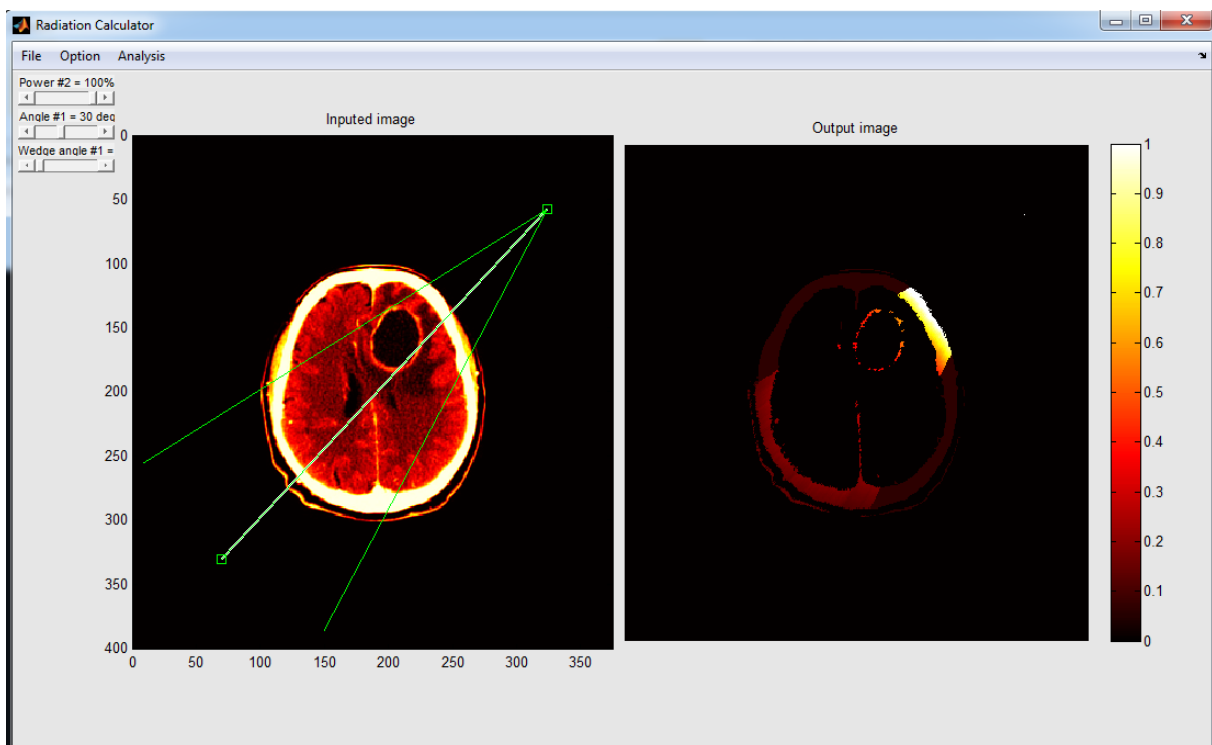 Radiation Calculator
File Option Analysis
Power #2 = 100%
Angle #1 = 30 deg
Wedge angle #1 =
Inputed image
0
50
100
150
200
250
300
350
400
0 50 100 150 200 250 300 350
Output image
1
0.9
0.8
0.7
0.6
0.5
0.4
0.3
0.2
0.1
0